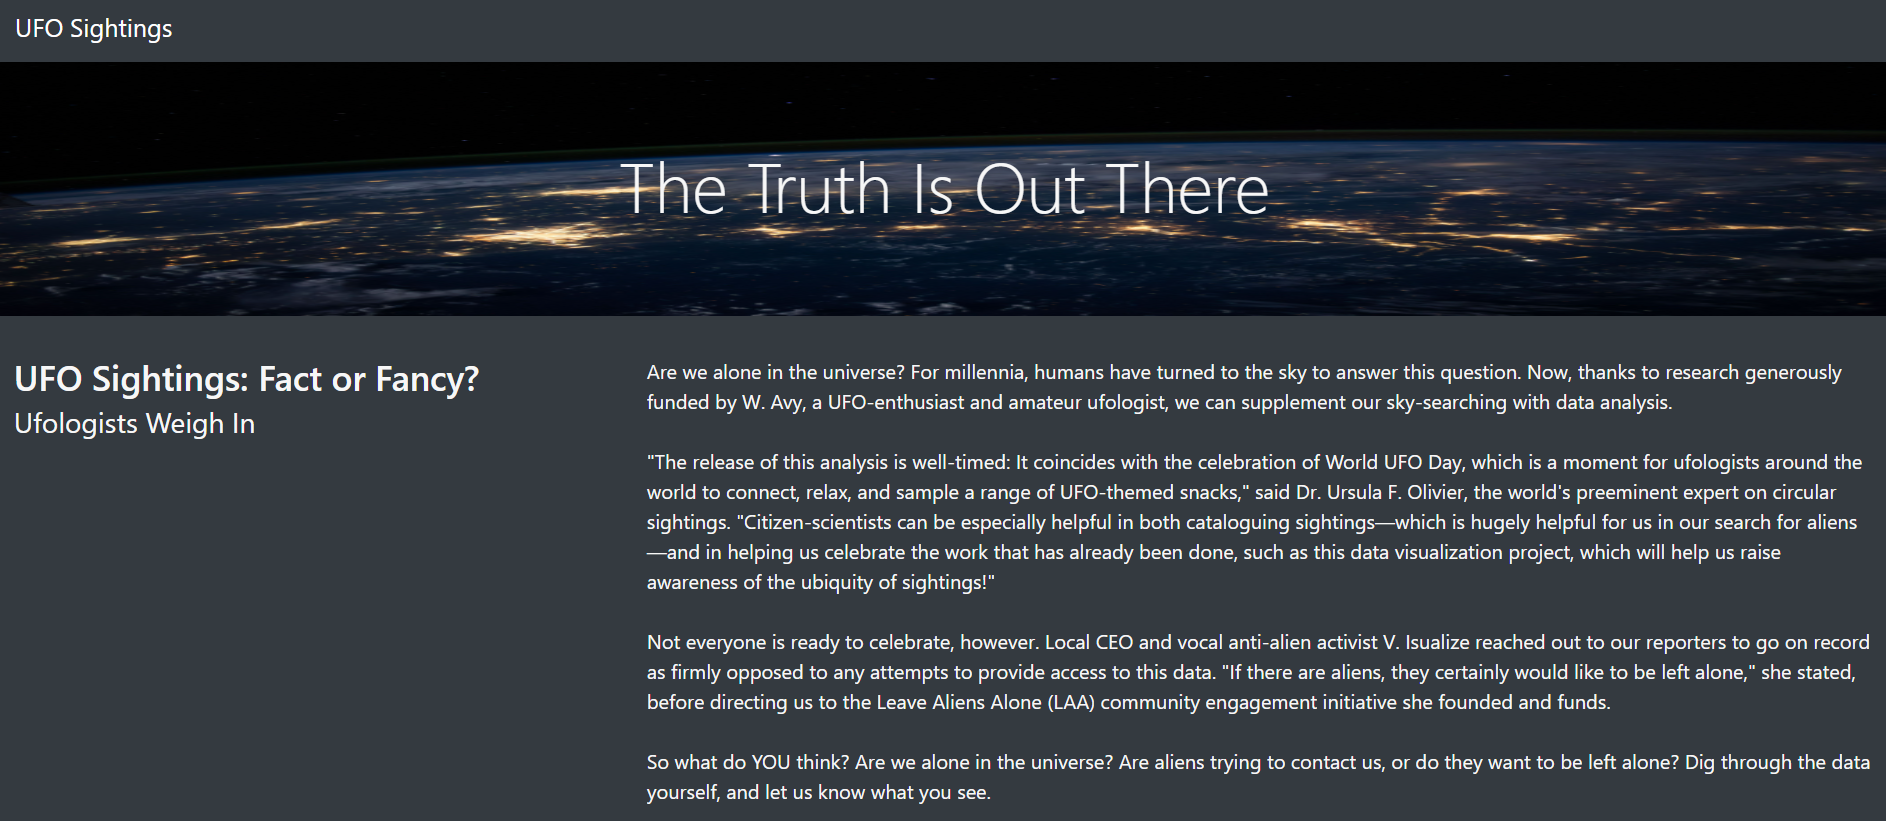 UFO Sightings
The Truth Is Out There
UFO Sightings: Fact or Fancy?
Ufologists Weigh In
Are we alone in the universe? For millennia, humans have turned to the sky to answer this question. Now, thanks to research generously
funded by W. Avy, a UFO-enthusiast and amateur ufologist, we can supplement our sky-searching with data analysis.
"The release of this analysis is well-timed: It coincides with the celebration of World UFO Day, which is a moment for ufologists around the
world to connect, relax, and sample a range of UFO-themed snacks," said Dr. Ursula F. Olivier, the world's preeminent expert on circular
sightings. "Citizen-scientists can be especially helpful in both cataloguing sightings—which is hugely helpful for us in our search for aliens
—and in helping us celebrate the work that has already been done, such as this data visualization project, which will help us raise
awareness of the ubiquity of sightings!"
Not everyone is ready to celebrate, however. Local CEO and vocal anti-alien activist V. Isualize reached out to our reporters to go on record
as firmly opposed to any attempts to provide access to this data. "If there are aliens, they certainly would like to be left alone," she stated,
before directing us to the Leave Aliens Alone (LAA) community engagement initiative she founded and funds.
So what do YOU think? Are we alone in the universe? Are aliens trying to contact us, or do they want to be left alone? Dig through the data
yourself, and let us know what you see.